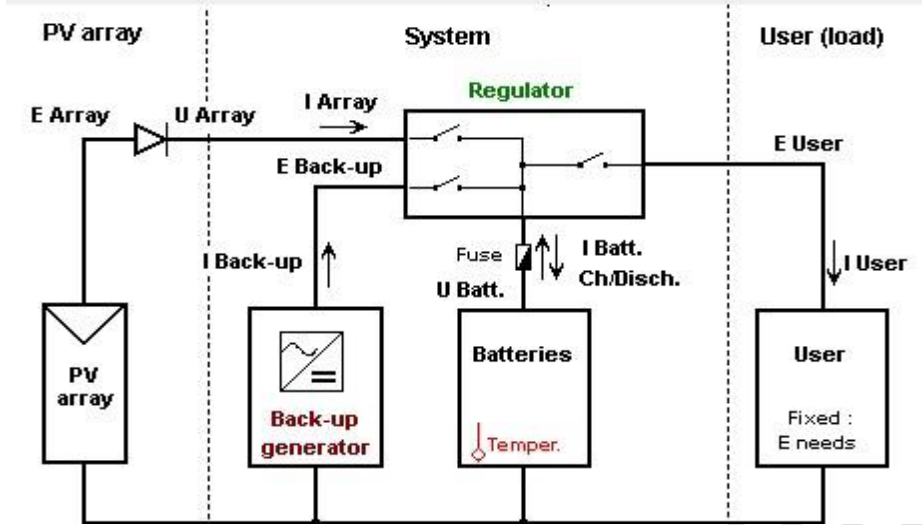 PV array
System
User (load)
Regulator
I Array
E Array
U Array
E User
E Back-up
I Back-up
Fuse
I Batt.
Ch/Disch.
U Batt.
I User
PV
array
Back-up
generator
Batteries
Temper.
User
Fixed :
E needs